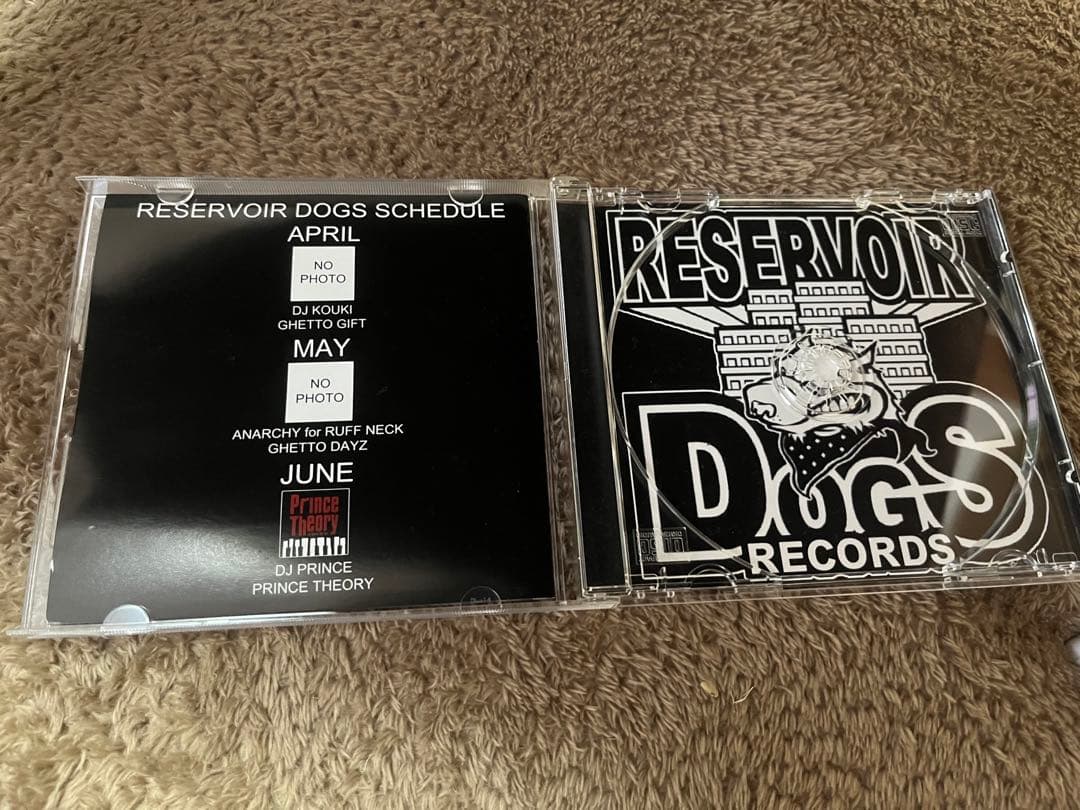 RESERVOIR DOGS SCHEDULE
APRIL
NO
PHOTO
DJ KOUKI
GHETTO GIFT
MAY
NO
PHOTO
ANARCHY for RUFF NECK
GHETTO DAYZ
JUNE
Prince
Theory
DJ PRINCE
PRINCE THEORY
RESERVOIR
DOGS
RECORDS